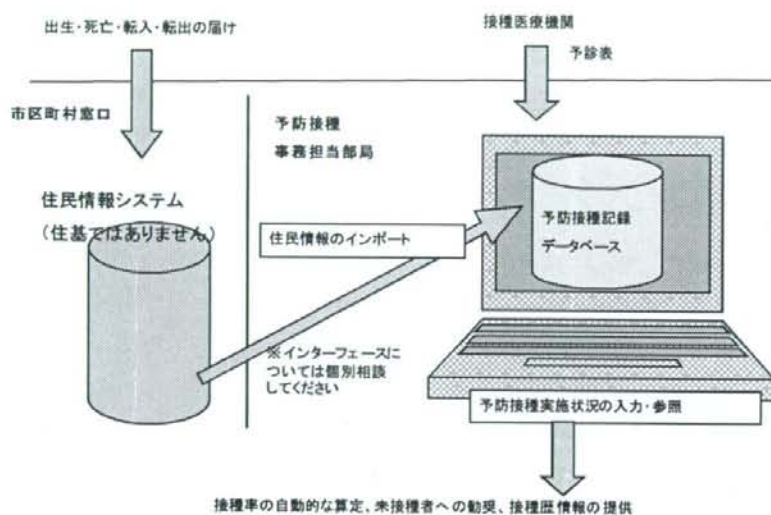 出生・死亡・転入・転出の届け
接種医療機関
予診表
市区町村窓口
予防接種
事務担当部局
住民情報システム
(住基ではありません)
住民情報のインポート
予防接種記録
データベース
※インターフェースに
ついては個別相談
してください
予防接種実施状況の入力・参照
接種率の自動的な算定、未接種者への勧奨、接種歴情報の提供